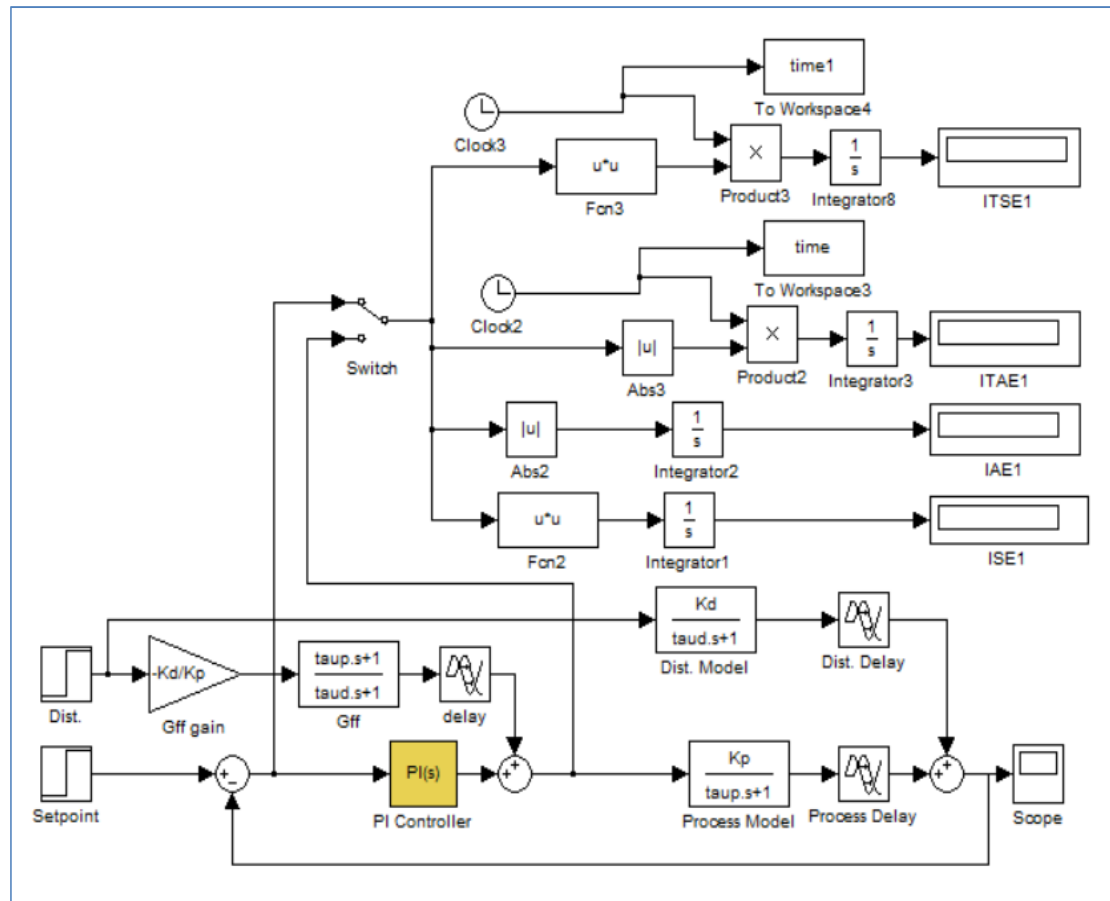 time1
To Workspace4
Clock3
u*u
Fcn3
×
Product3
1
s
Integrator8
ITSE1
time
To Workspace3
Clock2
|u|
Abs3
×
Product2
1
s
Integrator3
ITAE1
Switch
|u|
Abs2
1
s
Integrator2
IAE1
u*u
Fcn2
1
s
Integrator1
ISE1
Kd
taud.s+1
Dist. Model
Dist. Delay
Dist.
-Kd/Kp
Gff gain
taup.s+1
taud.s+1
Gff
delay
Setpoint
+
-
PI(s)
PI Controller
+
+
Kp
taup.s+1
Process Model
Process Delay
+
+
Scope